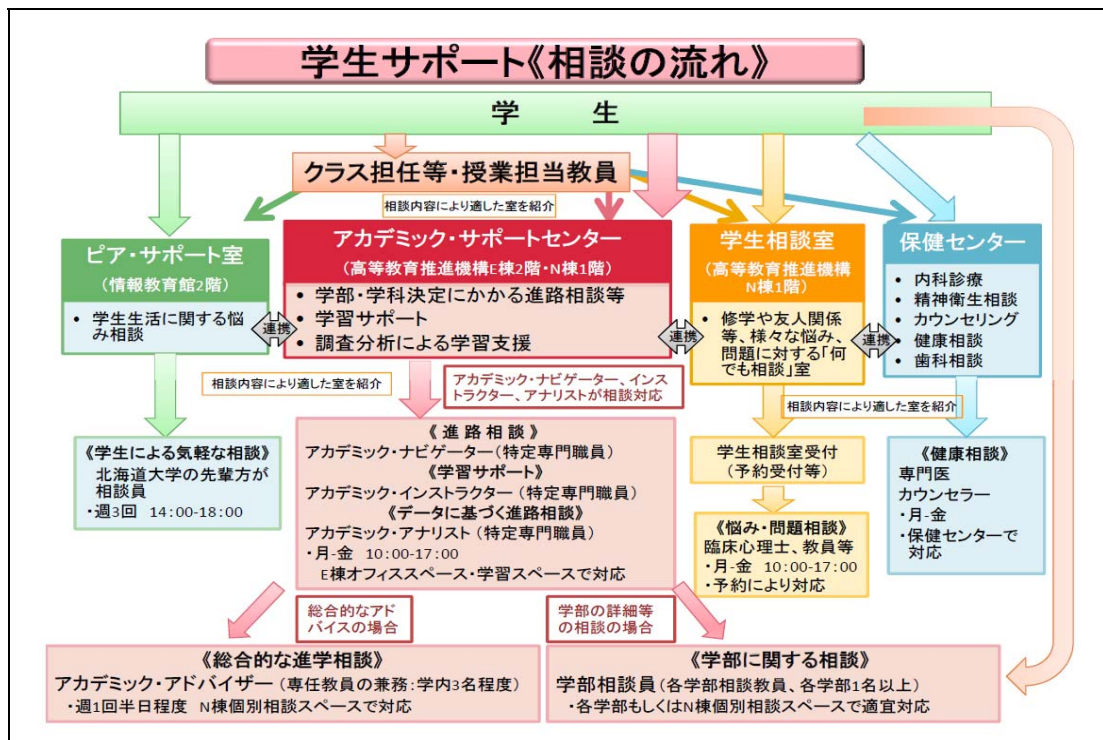 学生サポート《相談の流れ》
学 生
クラス担任等・授業担当教員
相談内容により適した室を紹介
ピア・サポート室
(情報教育館2階)
・ 学生生活に関する悩
み相談
連携
アカデミック・サポートセンター
(高等教育推進機構E棟2階・N棟1階)
・ 学部・学科決定にかかる進路相談等
・ 学習サポート
・ 調査分析による学習支援
連携
学生相談室
(高等教育推進機構
N棟1階)
・ 修学や友人関係
等、様々な悩み、
問題に対する「何
でも相談」室
連携
保健センター
・ 内科診療
・ 精神衛生相談
・ カウンセリング
・ 健康相談
・ 歯科相談
相談内容により適した室を紹介
アカデミック・ナビゲーター、インス
トラクター、アナリストが相談対応
相談内容により適した室を紹介
《学生による気軽な相談》
北海道大学の先輩方が
相談員
・週3回 14:00-18:00
《進路相談》
アカデミック・ナビゲーター(特定専門職員)
《学習サポート》
アカデミック・インストラクター(特定専門職員)
《データに基づく進路相談》
アカデミック・アナリスト(特定専門職員)
・月-金 10:00-17:00
E棟オフィススペース・学習スペースで対応
学生相談室受付
(予約受付等)
《悩み・問題相談》
臨床心理士、教員等
・月-金 10:00-17:00
・予約により対応
《健康相談》
専門医
カウンセラー
・月-金
・保健センターで
対応
総合的なアド
バイスの場合
学部の詳細等
の相談の場合
《総合的な進学相談》
アカデミック・アドバイザー(専任教員の兼務:学内3名程度)
・週1回半日程度 N棟個別相談スペースで対応
《学部に関する相談》
学部相談員(各学部相談教員、各学部1名以上)
・各学部もしくはN棟個別相談スペースで適宜対応